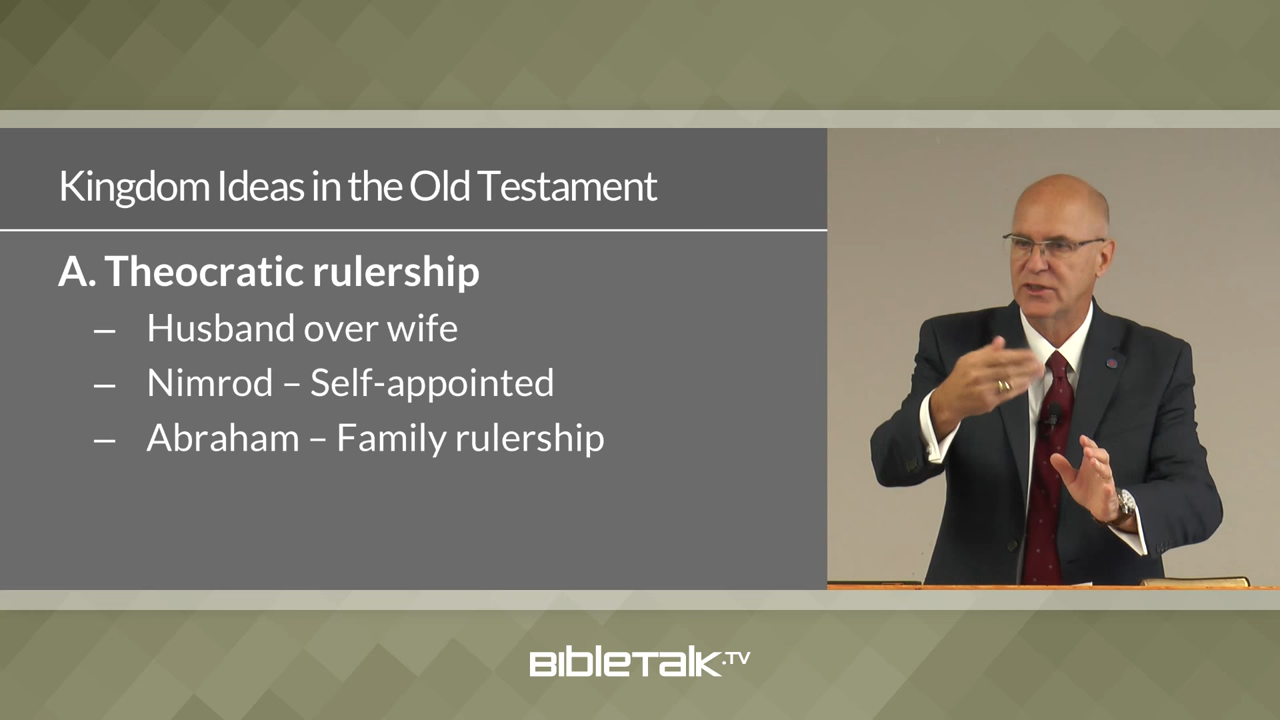 Kingdom Ideas in the Old Testament
A. Theocratic rulership
– Husband over wife
– Nimrod – Self-appointed
– Abraham – Family rulership
BibleTalk.TV